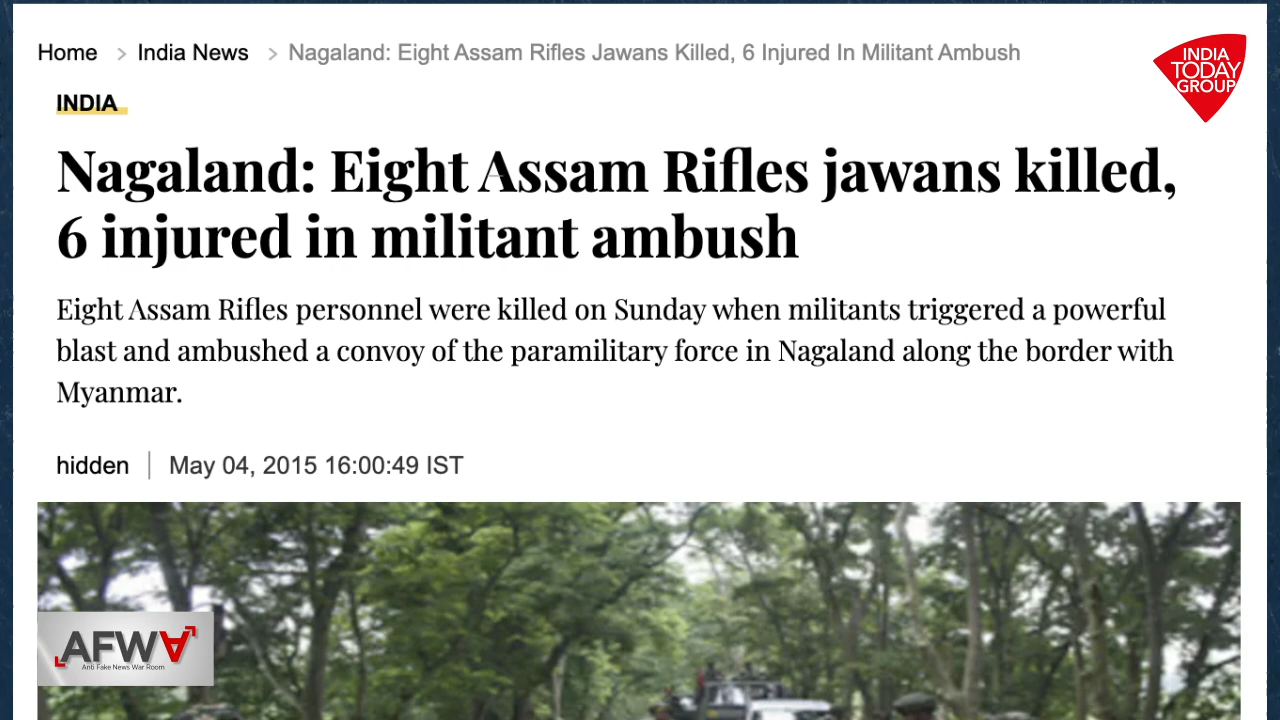 Home > India News > Nagaland: Eight Assam Rifles Jawans Killed, 6 Injured In Militant Ambush
INDIA TODAY GROUP
INDIA
Nagaland: Eight Assam Rifles jawans killed,
6 injured in militant ambush
Eight Assam Rifles personnel were killed on Sunday when militants triggered a powerful
blast and ambushed a convoy of the paramilitary force in Nagaland along the border with
Myanmar.
hidden | May 04, 2015 16:00:49 IST
AFWA
Anti Fake News War Room